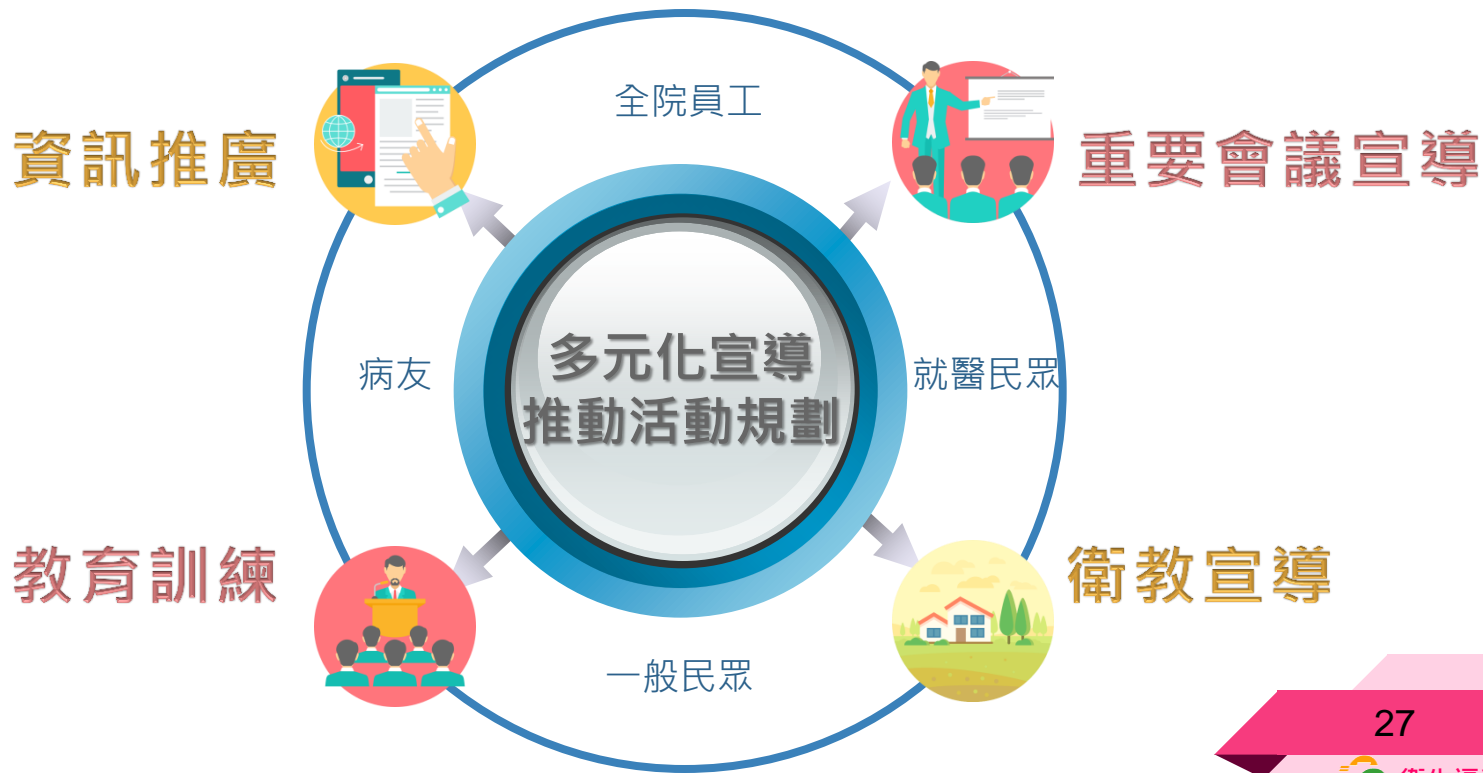 全院員工
資訊推廣
重要會議宣導
病友
多元化宣導
推動活動規劃
就醫民眾
教育訓練
衛教宣導
一般民眾
27